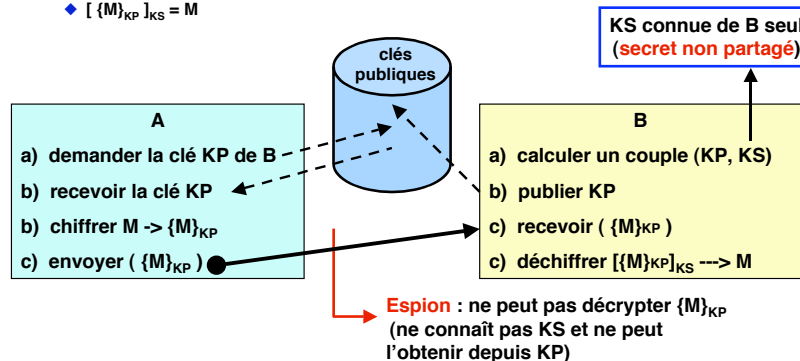 ◆ [ {M}KP ]KS = M
KS connue de B seul
(secret non partagé)
clés
publiques
A
a) demander la clé KP de B
b) recevoir la clé KP
b) chiffrer M -> {M}KP
c) envoyer ( {M}KP )
B
a) calculer un couple (KP, KS)
b) publier KP
c) recevoir ( {M}KP )
c) déchiffrer [{M}KP]KS ---> M
Espion : ne peut pas décrypter {M}KP
(ne connaît pas KS et ne peut
l'obtenir depuis KP)